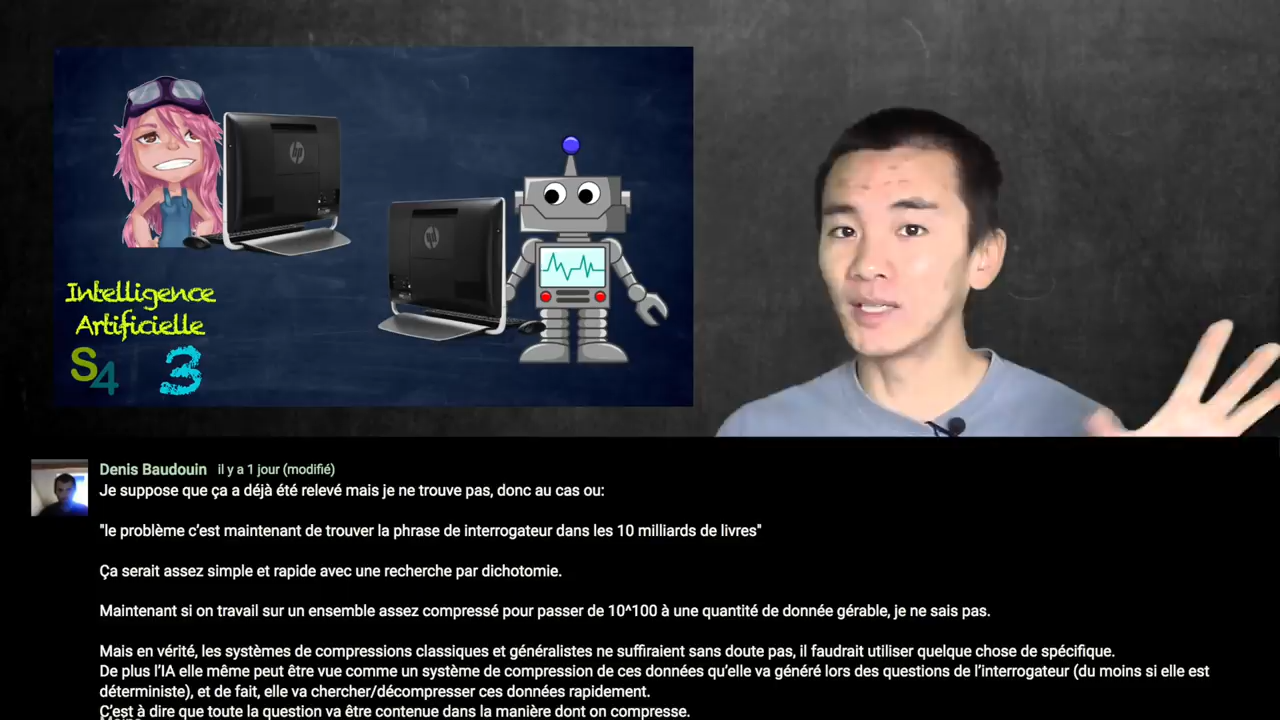 hp
hp
Intelligence
Artificielle
S4 3
Denis Baudouin il y a 1 jour (modifié)
Je suppose que ça a déjà été relevé mais je ne trouve pas, donc au cas ou:
"le problème c’est maintenant de trouver la phrase de interrogateur dans les 10 milliards de livres"
Ça serait assez simple et rapide avec une recherche par dichotomie.
Maintenant si on travail sur un ensemble assez compressé pour passer de 10^100 à une quantité de donnée gérable, je ne sais pas.
Mais en vérité, les systèmes de compressions classiques et généralistes ne suffiraient sans doute pas, il faudrait utiliser quelque chose de spécifique.
De plus l’IA elle même peut être vue comme un système de compression de ces données qu’elle va généré lors des questions de l’interrogateur (du moins si elle est
déterministe), et de fait, elle va chercher/décompresser ces données rapidement.
C’est à dire que toute la question va être contenue dans la manière dont on compresse.